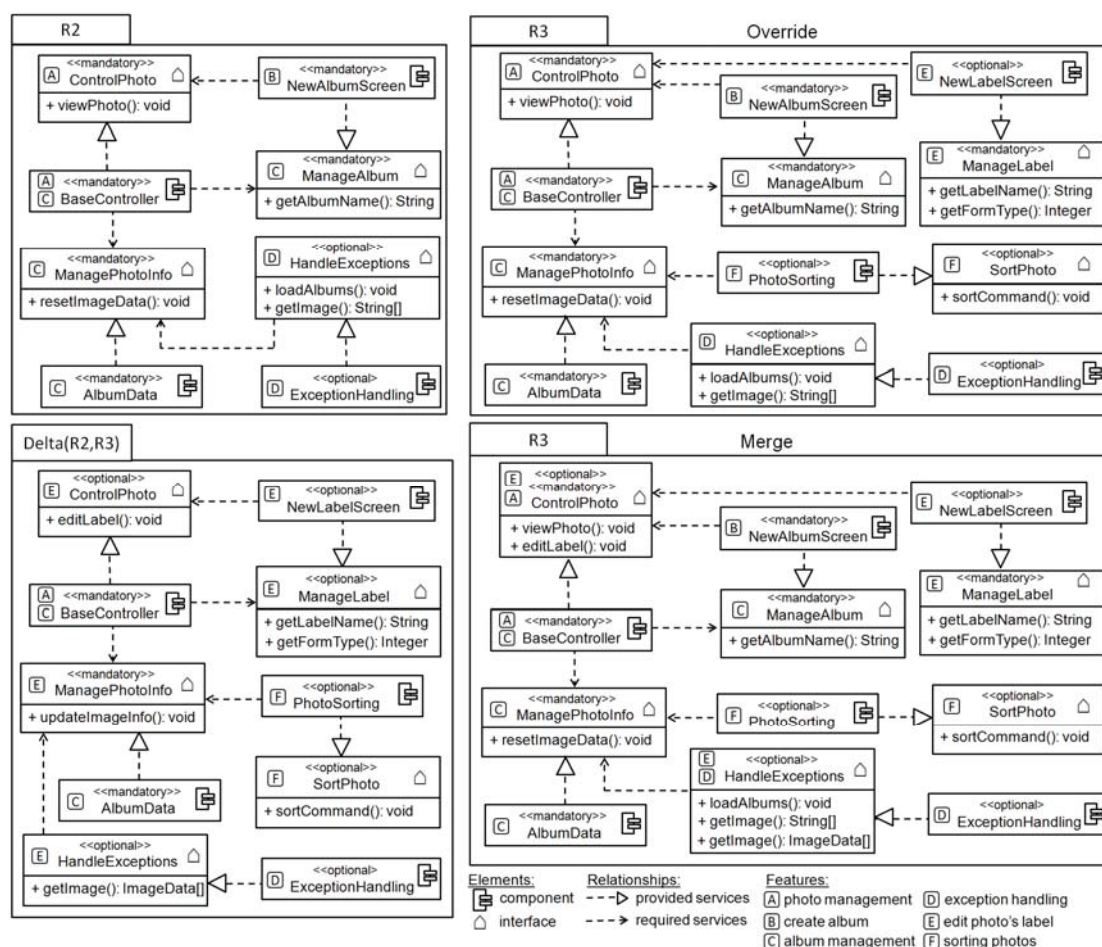 R2
<<mandatory>>
A ControlPhoto
+ viewPhoto(): void
<<mandatory>>
B NewAlbumScreen
<<mandatory>>
C ManageAlbum
+ getAlbumName(): String
A <<mandatory>>
C BaseController
<<mandatory>>
C ManagePhotoInfo
+ resetImageData(): void
<<optional>>
D HandleExceptions
+ loadAlbums(): void
+ getImage(): String[]
<<mandatory>>
C AlbumData
<<optional>
D ExceptionHandling
R3 Override
<<mandatory>>
A ControlPhoto
+ viewPhoto(): void
<<mandatory>>
B NewAlbumScreen
<<optional>>
E NewLabelScreen
<<mandatory>>
E ManageLabel
+ getLabelName(): String
+ getFormType(): Integer
<<mandatory>>
C ManageAlbum
+ getAlbumName(): String
A <<mandatory>>
C BaseController
<<mandatory>>
C ManagePhotoInfo
+ resetImageData(): void
<<optional>>
F PhotoSorting
<<optional>>
F SortPhoto
+ sortCommand(): void
<<optional>>
D HandleExceptions
+ loadAlbums(): void
+ getImage(): String[]
<<mandatory>>
C AlbumData
<<optional>>
D ExceptionHandling
Delta(R2,R3)
<<optional>>
E ControlPhoto
+ editLabel(): void
<<optional>>
E NewLabelScreen
<<optional>>
E ManageLabel
+ getLabelName(): String
+ getFormType(): Integer
A <<mandatory>>
C BaseController
<<mandatory>>
E ManagePhotoInfo
+ updateImageInfo(): void
<<optional>>
F PhotoSorting
<<optional>>
F SortPhoto
+ sortCommand(): void
<<mandatory>>
C AlbumData
<<optional>>
E HandleExceptions
+ getImage(): ImageData[]
<<optional>>
D ExceptionHandling
R3 Merge
<<optional>>
E <<mandatory>>
A ControlPhoto
+ viewPhoto(): void
+ editLabel(): void
<<mandatory>>
B NewAlbumScreen
<<optional>>
E NewLabelScreen
<<mandatory>>
E ManageLabel
+ getLabelName(): String
+ getFormType(): Integer
<<mandatory>>
C ManageAlbum
+ getAlbumName(): String
A <<mandatory>>
C BaseController
<<mandatory>>
C ManagePhotoInfo
+ resetImageData(): void
<<optional>>
F PhotoSorting
<<optional>>
F SortPhoto
+ sortCommand(): void
E <<optional>>
D HandleExceptions
+ loadAlbums(): void
+ getImage(): String[]
+ getImage(): ImageData[]
<<mandatory>>
C AlbumData
<<optional>>
D ExceptionHandling
Elements:
component
interface
Relationships:
provided services
required services
Features:
A photo management
B create album
C album management
D exception handling
E edit photo's label
F sorting photos